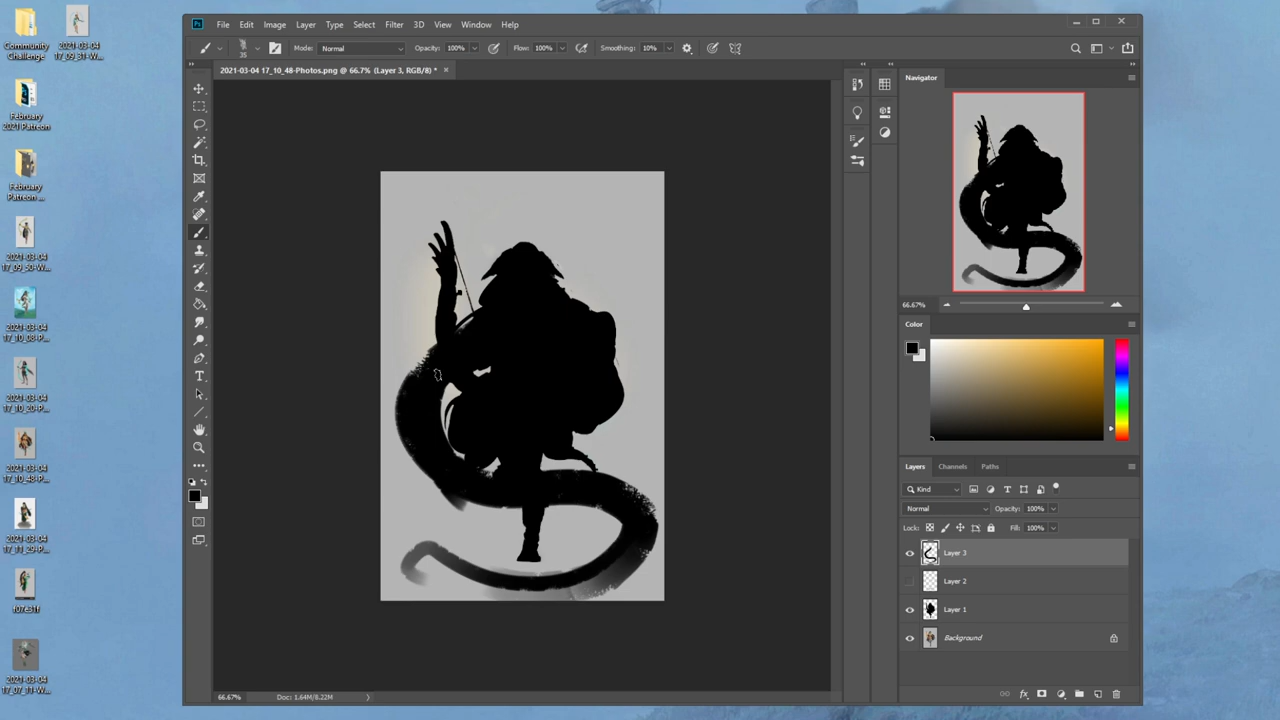 Ps File Edit Image Layer Type Select Filter 3D View Window Help
35 Mode: Normal Opacity: 100% Flow: 100% Smoothing: 10%
2021-03-04 17_10_48-Photos.png @ 66.7% (Layer 3, RGB/8) *
Community
Challenge
2021-03-04
17_09_31-W...
February
2021 Patreon
February
Patreon ...
2021-03-04
17_09_50-W...
2021-03-04
17_10_08-P...
2021-03-04
17_10_20-P...
2021-03-04
17_10_48-P...
2021-03-04
17_11_29-P...
2021-03-04
17_07_11-W...
Navigator
66.67%
Color
Layers Channels Paths
Kind
Normal Opacity: 100%
Lock: Fill: 100%
Layer 3
Layer 2
Layer 1
Background
66.67% Doc: 1.64M/8.22M